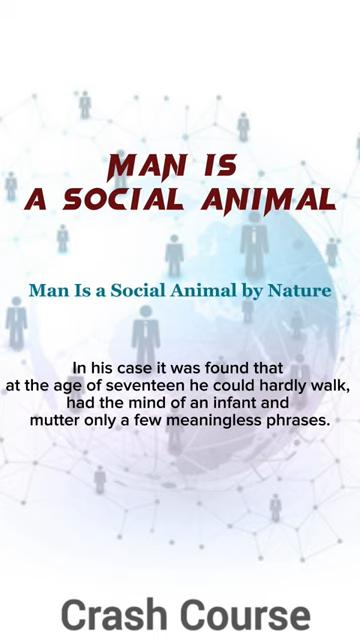 MAN IS
A SOCIAL ANIMAL
Man Is a Social Animal by Nature
In his case it was found that
at the age of seventeen he could hardly walk,
had the mind of an infant and
mutter only a few meaningless phrases.
Crash Course